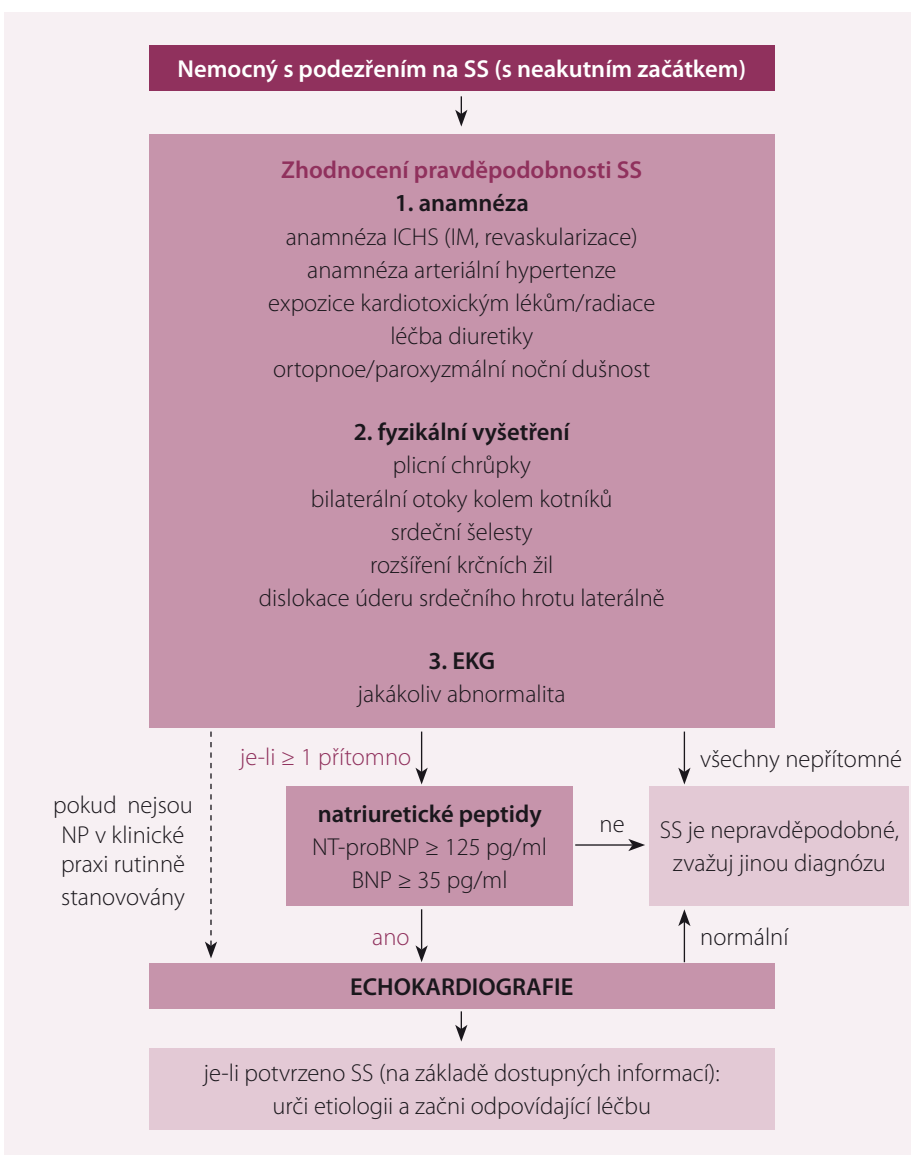 Nemocný s podezřením na SS (s neakutním začátkem)
Zhodnocení pravděpodobnosti SS
1. anamnéza
anamnéza ICHS (IM, revaskularizace)
anamnéza arteriální hypertenze
expozice kardiotoxickým lékům/radiace
léčba diuretiky
ortopnoe/paroxyzmální noční dušnost
2. fyzikální vyšetření
plicní chrůpky
bilaterální otoky kolem kotníků
srdeční šelesty
rozšíření krčních žil
dislokace úderu srdečního hrotu laterálně
3. EKG
jakákoliv abnormalita
je-li ≥ 1 přítomno
všechny nepřítomné
pokud nejsou
NP v klinické
praxi rutinně
stanovovány
natriuretické peptidy
NT-proBNP ≥ 125 pg/ml
BNP ≥ 35 pg/ml
ne
SS je nepravděpodobné,
zvažuj jinou diagnózu
ano
normální
ECHOKARDIOGRAFIE
je-li potvrzeno SS (na základě dostupných informací):
urči etiologii a začni odpovídající léčbu